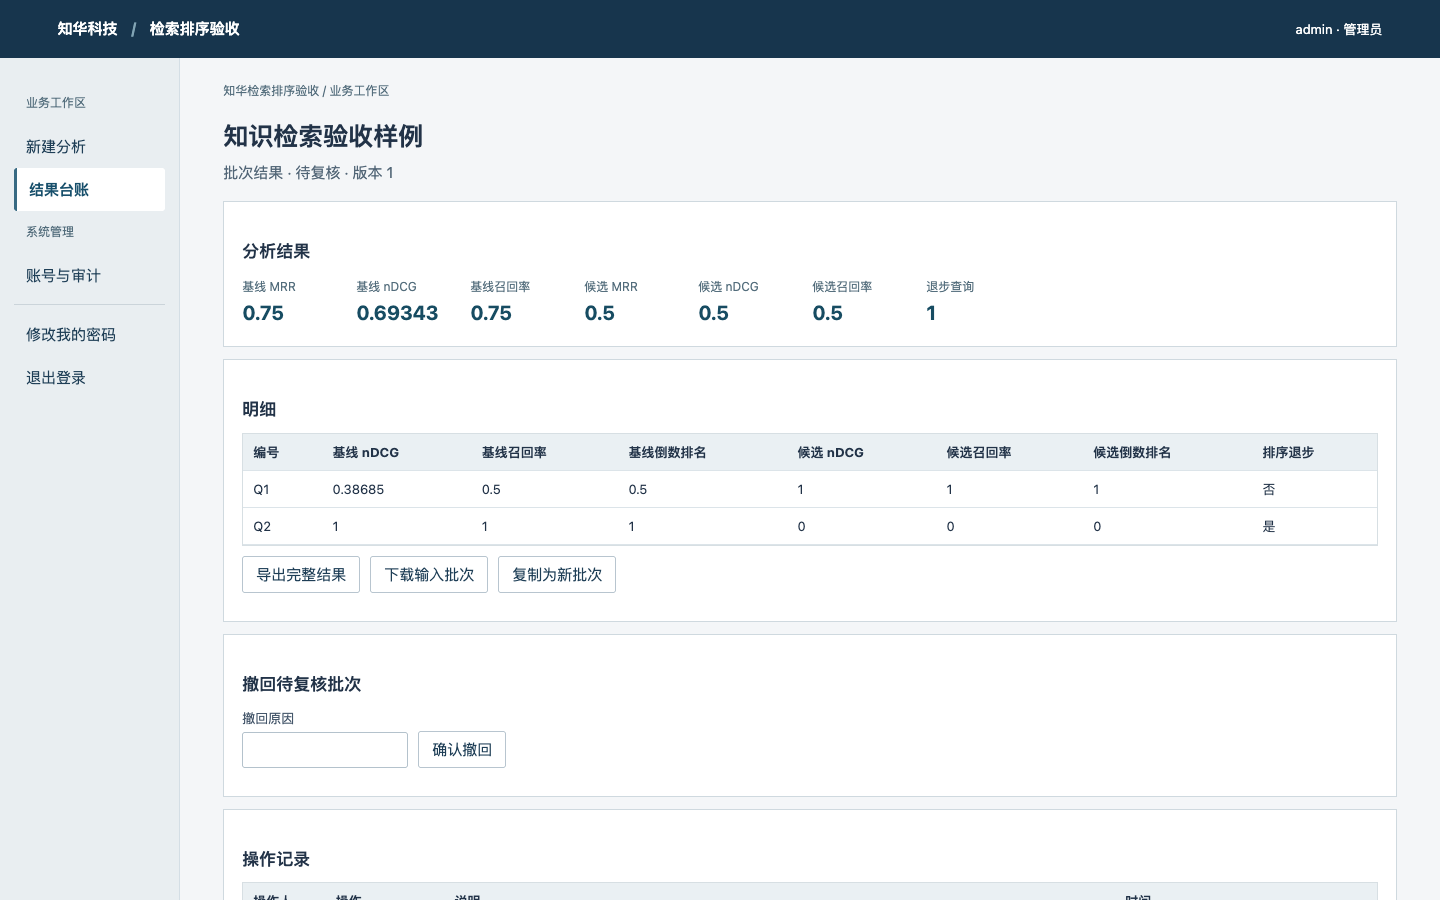 知华科技 / 检索排序验收
admin · 管理员
业务工作区
新建分析
结果台账
系统管理
账号与审计
修改我的密码
退出登录
知华检索排序验收 / 业务工作区
知识检索验收样例
批次结果 · 待复核 · 版本 1
分析结果
基线 MRR 基线 nDCG 基线召回率 候选 MRR 候选 nDCG 候选召回率 退步查询
0.75 0.69343 0.75 0.5 0.5 0.5 1
明细
编号 基线 nDCG 基线召回率 基线倒数排名 候选 nDCG 候选召回率 候选倒数排名 排序退步
Q1 0.38685 0.5 0.5 1 1 1 否
Q2 1 1 1 0 0 0 是
导出完整结果 下载输入批次 复制为新批次
撤回待复核批次
撤回原因
确认撤回
操作记录
操作人 操作 说明 时间